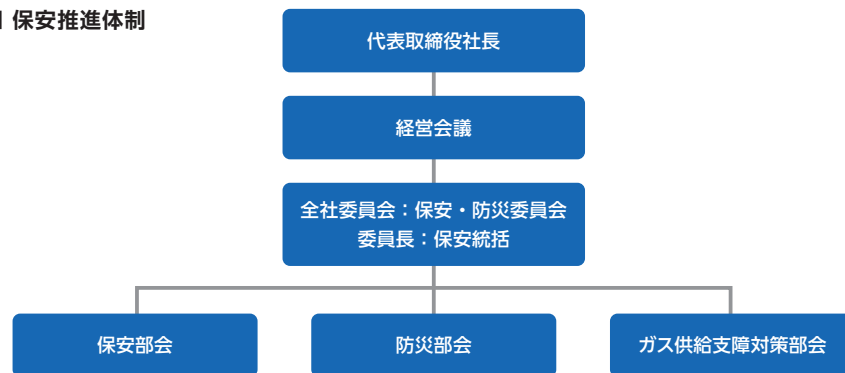 保安推進体制
代表取締役社長
経営会議
全社委員会：保安・防災委員会
委員長：保安統括
保安部会
防災部会
ガス供給支障対策部会